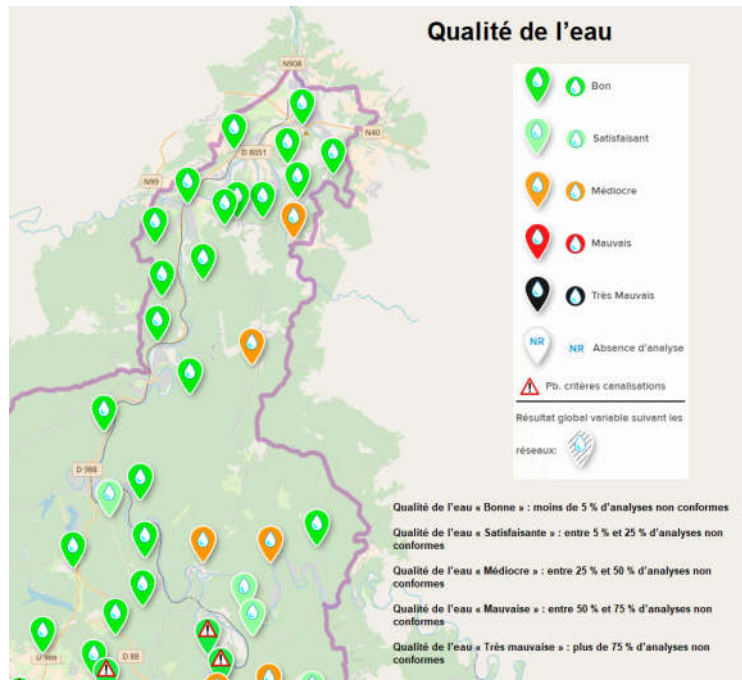 Qualité de l'eau
N908
N40
D 8051
N99
Bon
Satisfaisant
Médiocre
Mauvais
Très Mauvais
NR NR Absence d'analyse
Pb. critères canalisations
Résultat global variable suivant les
réseaux:
D 988
Qualité de l'eau « Bonne » : moins de 5 % d'analyses non conformes
Qualité de l'eau « Satisfaisante » : entre 5 % et 25 % d'analyses non
conformes
Qualité de l'eau « Médiocre » : entre 25 % et 50 % d'analyses non
conformes
Qualité de l'eau « Mauvaise » : entre 50 % et 75 % d'analyses non
conformes
Qualité de l'eau « Très mauvaise » : plus de 75 % d'analyses non
conformes
D 88